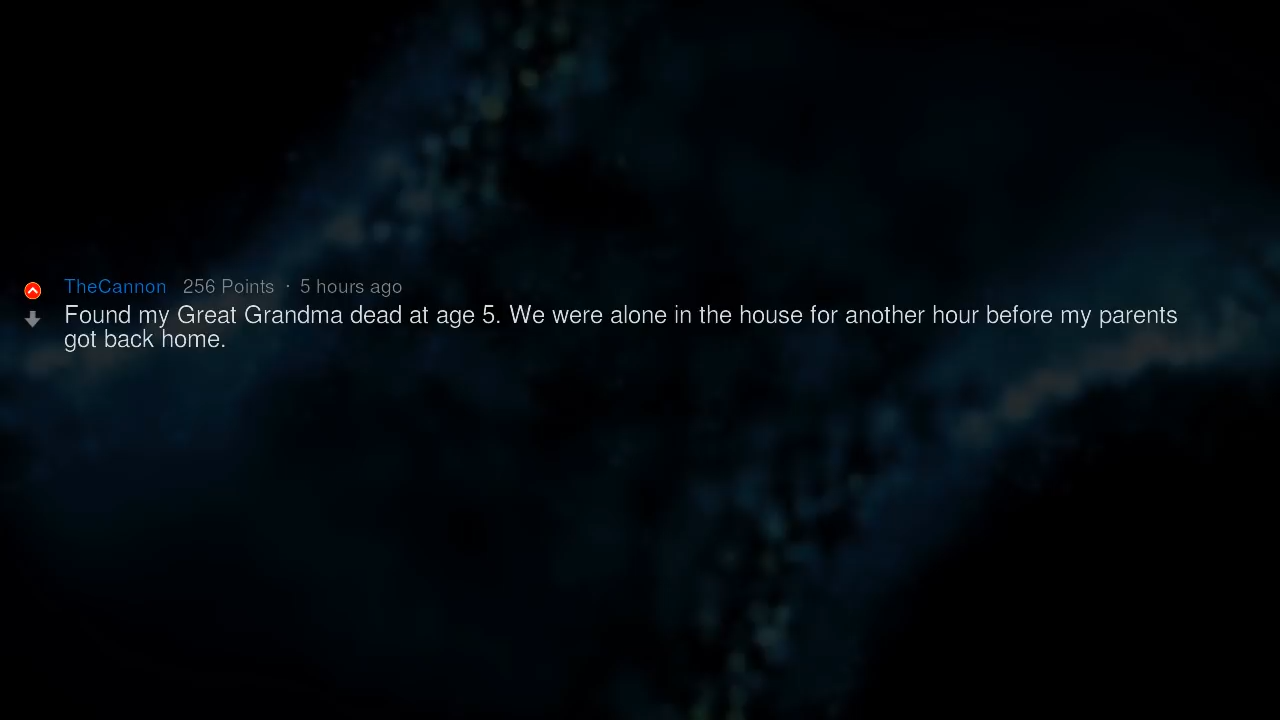 TheCannon 256 Points · 5 hours ago
Found my Great Grandma dead at age 5. We were alone in the house for another hour before my parents
got back home.